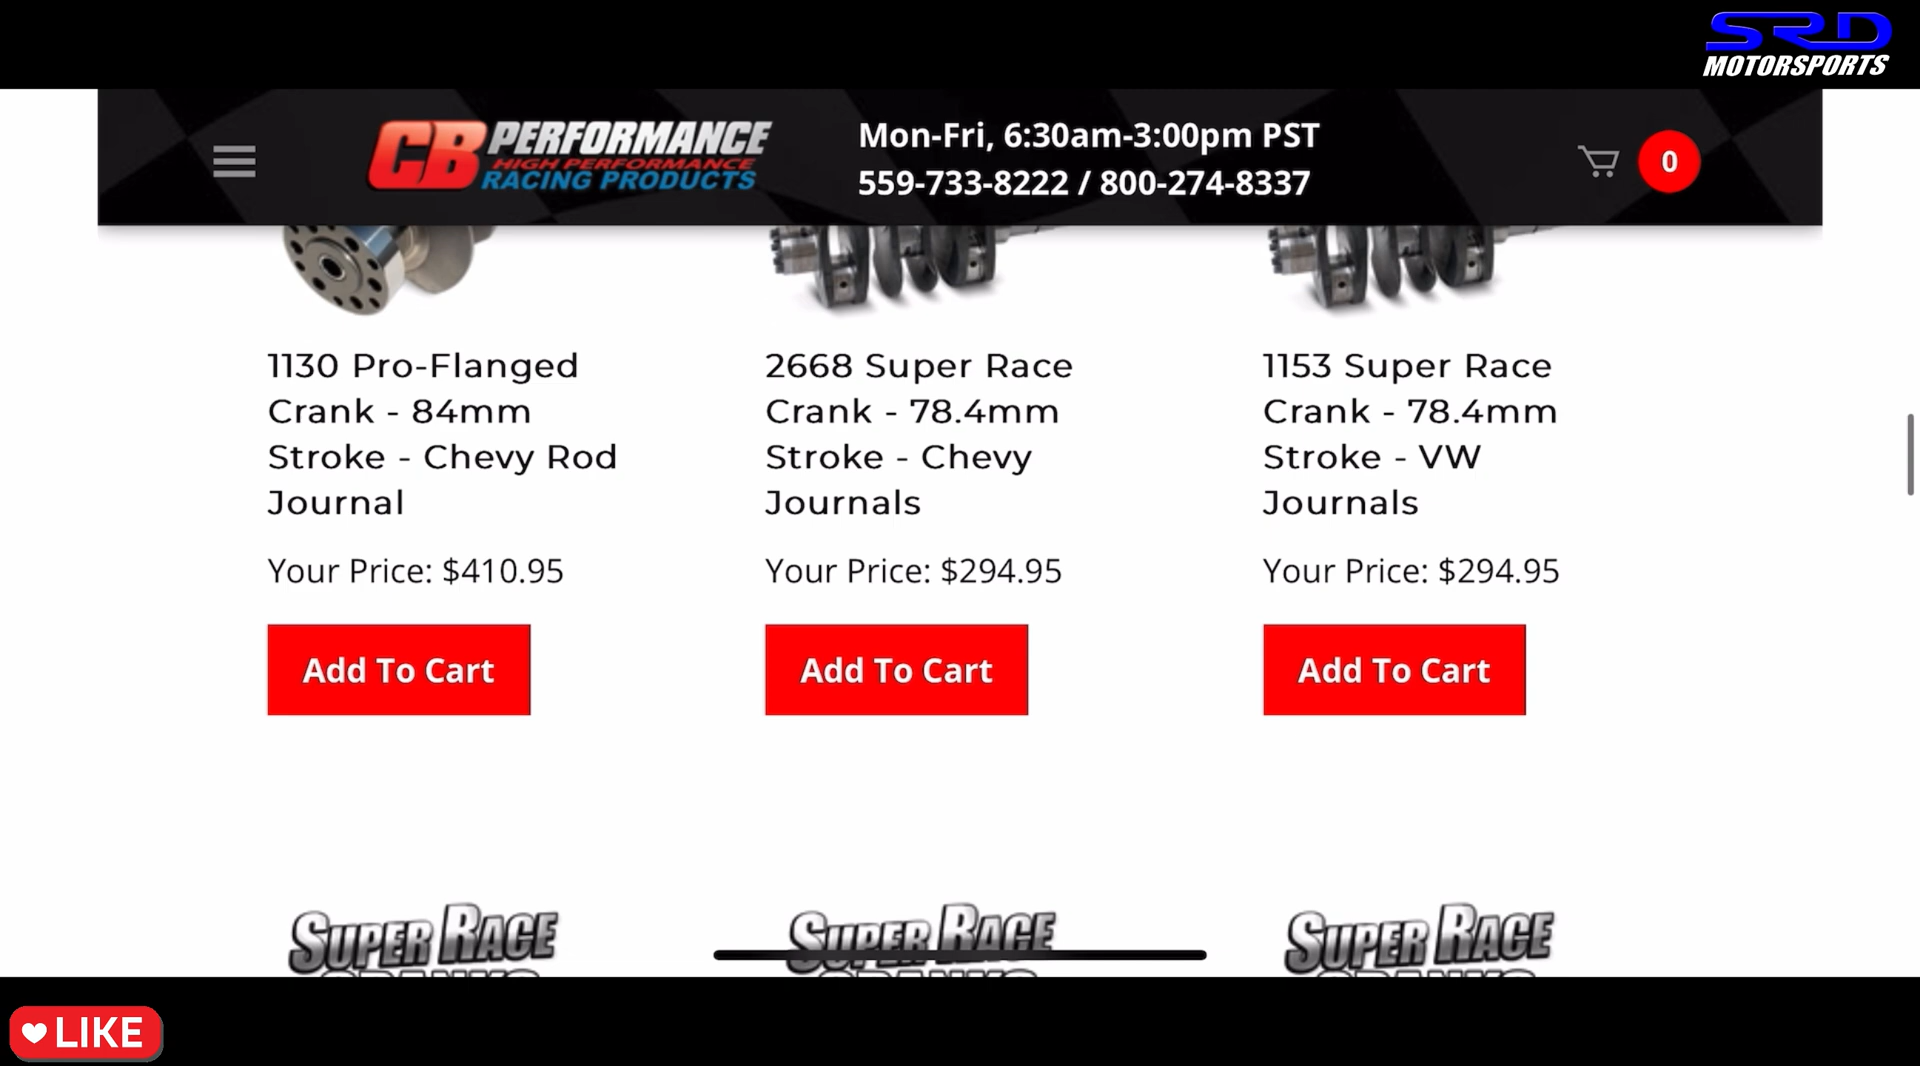 SRD
MOTORSPORTS
CB PERFORMANCE
HIGH PERFORMANCE
RACING PRODUCTS
Mon-Fri, 6:30am-3:00pm PST
559-733-8222 / 800-274-8337
0
1130 Pro-Flanged
Crank - 84mm
Stroke - Chevy Rod
Journal
Your Price: $410.95
Add To Cart
2668 Super Race
Crank - 78.4mm
Stroke - Chevy
Journals
Your Price: $294.95
Add To Cart
1153 Super Race
Crank - 78.4mm
Stroke - VW
Journals
Your Price: $294.95
Add To Cart
SUPER RACE
SUPER RACE
SUPER RACE
LIKE